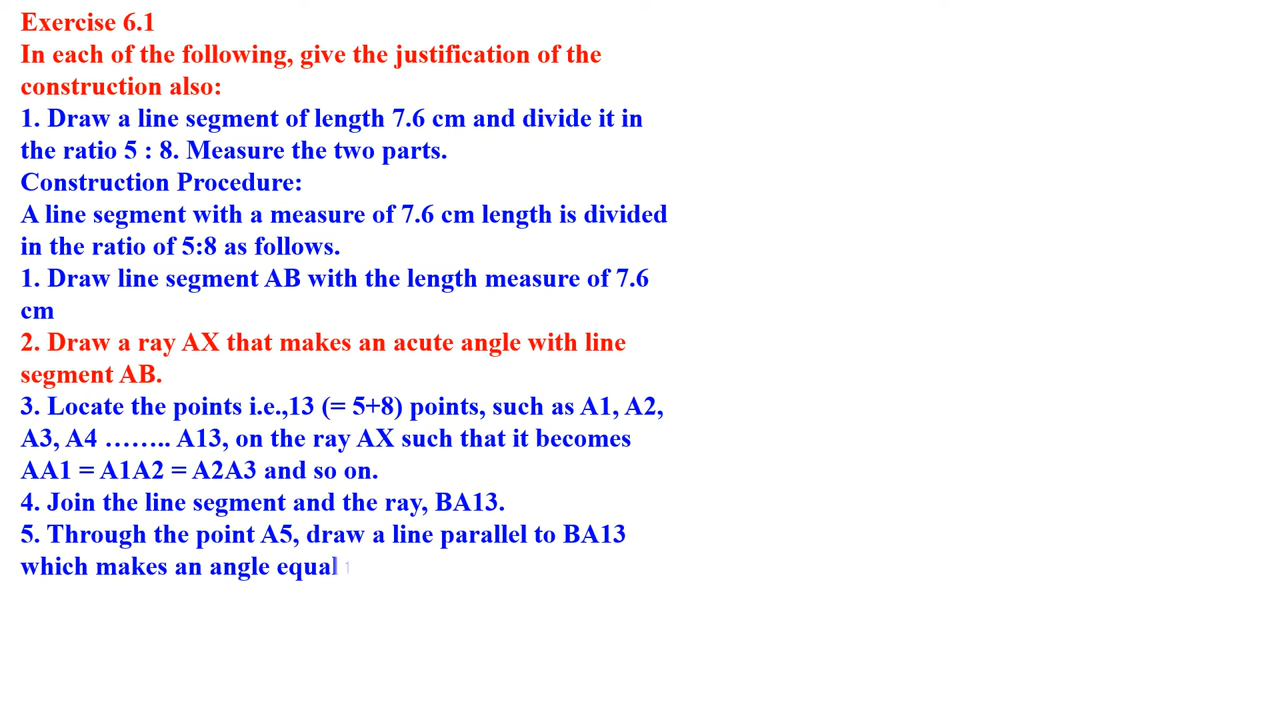 Exercise 6.1
In each of the following, give the justification of the
construction also:
1. Draw a line segment of length 7.6 cm and divide it in
the ratio 5 : 8. Measure the two parts.
Construction Procedure:
A line segment with a measure of 7.6 cm length is divided
in the ratio of 5:8 as follows.
1. Draw line segment AB with the length measure of 7.6
cm
2. Draw a ray AX that makes an acute angle with line
segment AB.
3. Locate the points i.e.,13 (= 5+8) points, such as A1, A2,
A3, A4 …….. A13, on the ray AX such that it becomes
AA1 = A1A2 = A2A3 and so on.
4. Join the line segment and the ray, BA13.
5. Through the point A5, draw a line parallel to BA13
which makes an angle equal